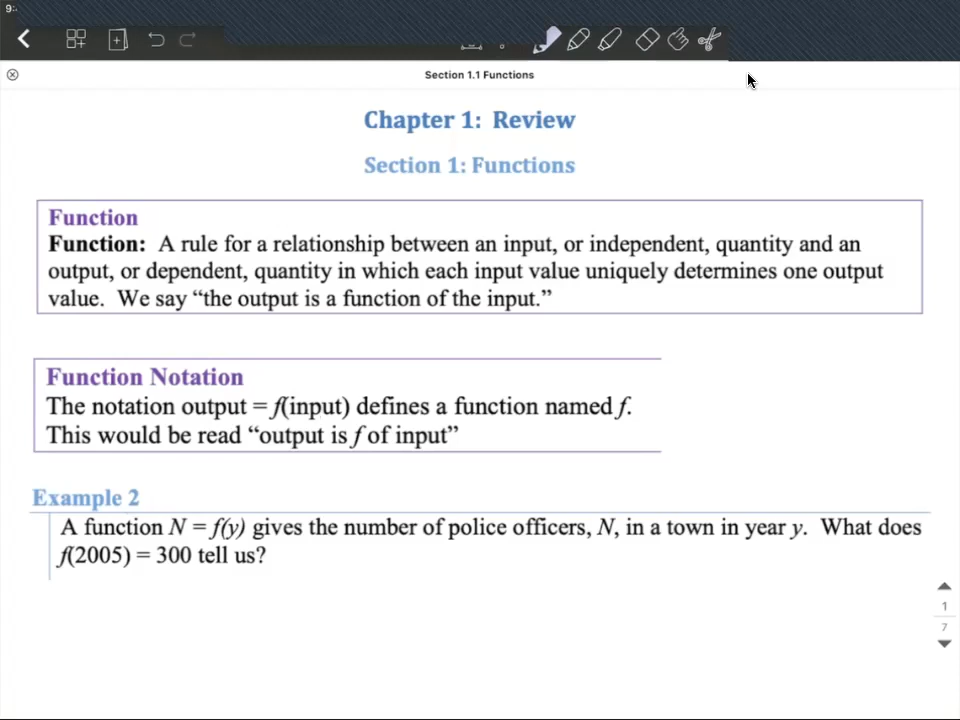 9:
Section 1.1 Functions
Chapter 1: Review
Section 1: Functions
Function
Function: A rule for a relationship between an input, or independent, quantity and an
output, or dependent, quantity in which each input value uniquely determines one output
value. We say “the output is a function of the input.”
Function Notation
The notation output = f(input) defines a function named f.
This would be read “output is f of input”
Example 2
A function N = f(y) gives the number of police officers, N, in a town in year y. What does
f(2005) = 300 tell us?
1
7